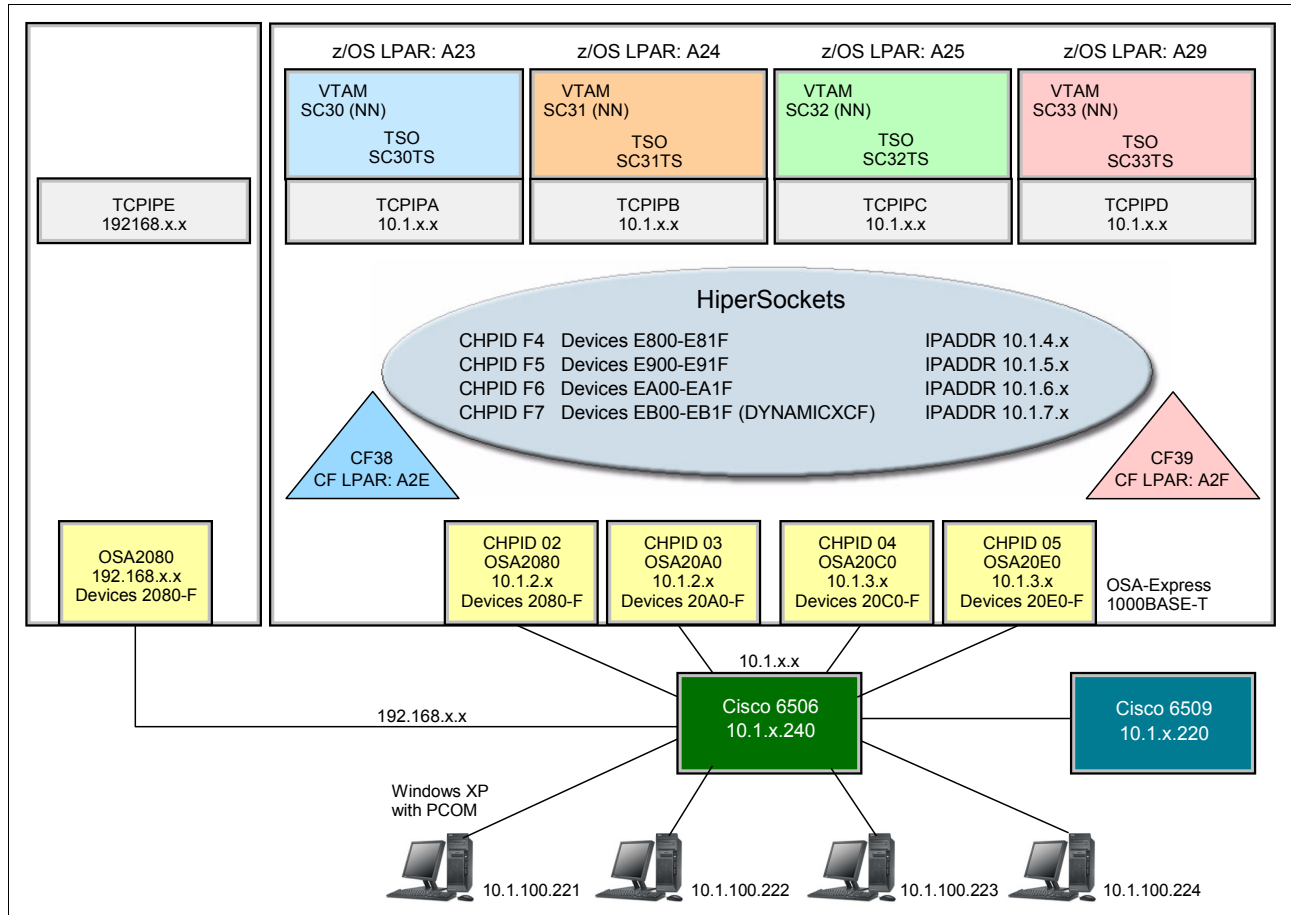 z/OS LPAR: A23
z/OS LPAR: A24
z/OS LPAR: A25
z/OS LPAR: A29
VTAM
SC30 (NN)
TSO
SC30TS
VTAM
SC31 (NN)
TSO
SC31TS
VTAM
SC32 (NN)
TSO
SC32TS
VTAM
SC33 (NN)
TSO
SC33TS
TCPIPE
192168.x.x
TCPIPA
10.1.x.x
TCPIPB
10.1.x.x
TCPIPC
10.1.x.x
TCPIPD
10.1.x.x
HiperSockets
CHPID F4 Devices E800-E81F IPADDR 10.1.4.x
CHPID F5 Devices E900-E91F IPADDR 10.1.5.x
CHPID F6 Devices EA00-EA1F IPADDR 10.1.6.x
CHPID F7 Devices EB00-EB1F (DYNAMICXCF) IPADDR 10.1.7.x
CF38
CF LPAR: A2E
CF39
CF LPAR: A2F
OSA2080
192.168.x.x
Devices 2080-F
CHPID 02
OSA2080
10.1.2.x
Devices 2080-F
CHPID 03
OSA20A0
10.1.2.x
Devices 20A0-F
CHPID 04
OSA20C0
10.1.3.x
Devices 20C0-F
CHPID 05
OSA20E0
10.1.3.x
Devices 20E0-F
OSA-Express
1000BASE-T
10.1.x.x
192.168.x.x
Cisco 6506
10.1.x.240
Cisco 6509
10.1.x.220
Windows XP
with PCOM
10.1.100.221
10.1.100.222
10.1.100.223
10.1.100.224